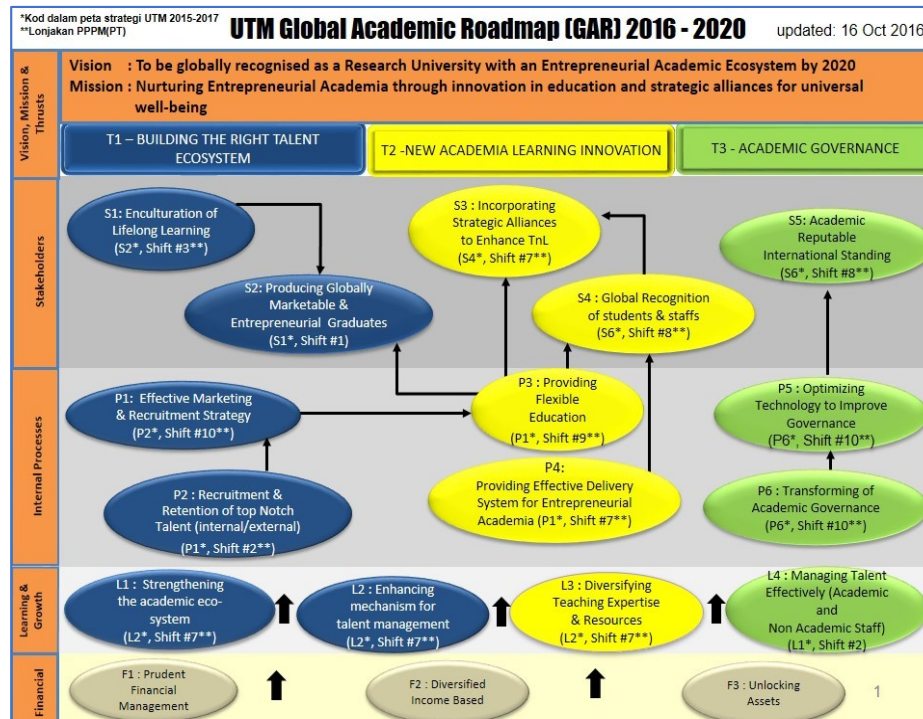 *Kod dalam peta strategi UTM 2015-2017
**Lonjakan PPPM(PT)
UTM Global Academic Roadmap (GAR) 2016 - 2020
updated: 16 Oct 2016
Vision, Mission &
Thrusts
Vision : To be globally recognised as a Research University with an Entrepreneurial Academic Ecosystem by 2020
Mission : Nurturing Entrepreneurial Academia through innovation in education and strategic alliances for universal
well-being
T1 – BUILDING THE RIGHT TALENT
ECOSYSTEM
T2 -NEW ACADEMIA LEARNING INNOVATION
T3 - ACADEMIC GOVERNANCE
Stakeholders
S1: Enculturation of
Lifelong Learning
(S2*, Shift #3**)
S2: Producing Globally
Marketable &
Entrepreneurial Graduates
(S1*, Shift #1)
S3 : Incorporating
Strategic Alliances
to Enhance TnL
(S4*, Shift #7**)
S4 : Global Recognition
of students & staffs
(S6*, Shift #8**)
S5: Academic
Reputable
International Standing
(S6*, Shift #8**)
Internal Processes
P1: Effective Marketing
& Recruitment Strategy
(P2*, Shift #10**)
P2 : Recruitment &
Retention of top Notch
Talent (internal/external)
(P1*, Shift #2**)
P3 : Providing
Flexible
Education
(P1*, Shift #9**)
P4:
Providing Effective Delivery
System for Entrepreneurial
Academia (P1*, Shift #7**)
P5 : Optimizing
Technology to Improve
Governance
(P6*, Shift #10**)
P6 : Transforming of
Academic Governance
(P6*, Shift #10**)
Learning &
Growth
L1 : Strengthening
the academic eco-
system
(L2*, Shift #7**)
L2 : Enhancing
mechanism for
talent management
(L2*, Shift #7**)
L3 : Diversifying
Teaching Expertise
& Resources
(L2*, Shift #7**)
L4 : Managing Talent
Effectively (Academic
and
Non Academic Staff)
(L1*, Shift #2)
Financial
F1 : Prudent
Financial
Management
F2 : Diversified
Income Based
F3 : Unlocking
Assets
1